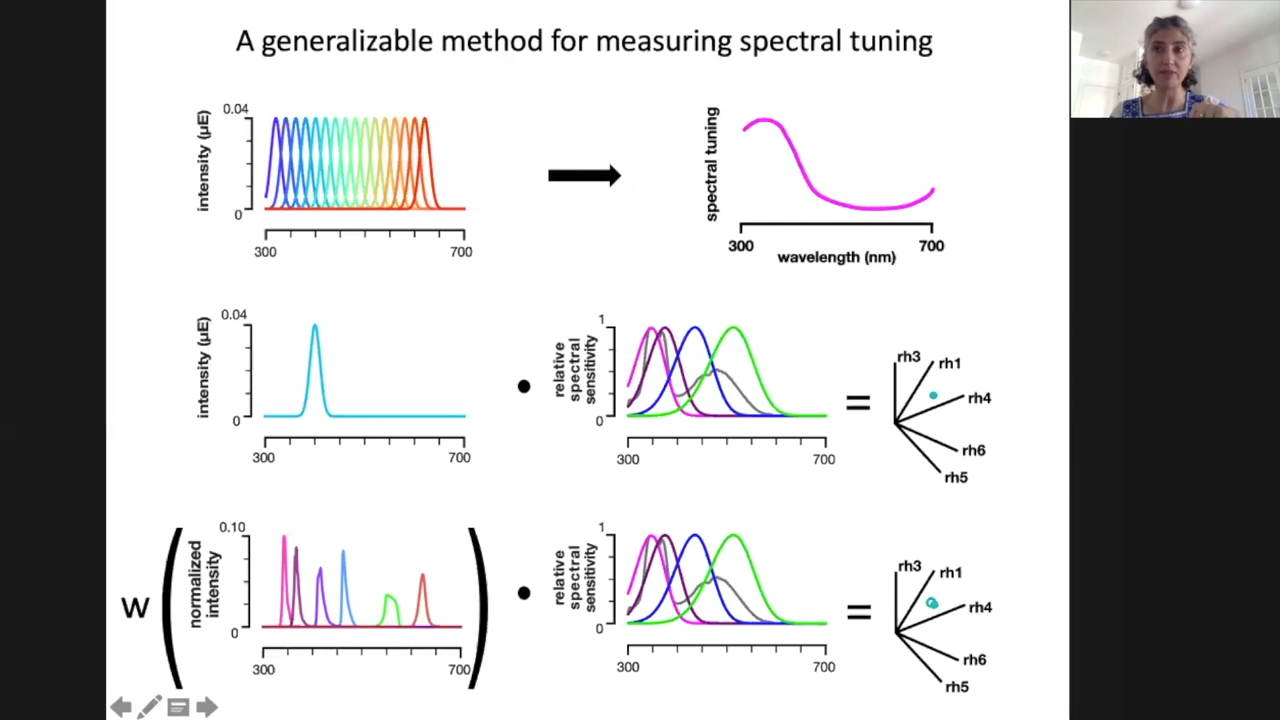 A generalizable method for measuring spectral tuning
0.04
intensity (µE)
0
300
700
spectral tuning
300
700
wavelength (nm)
0.04
intensity (µE)
0
300
700
1
relative
spectral
sensitivity
0
300
700
=
rh3
rh1
rh4
rh6
rh5
w
(
0.10
normalized
intensity
0
300
700
)
1
relative
spectral
sensitivity
0
300
700
=
rh3
rh1
rh4
rh6
rh5